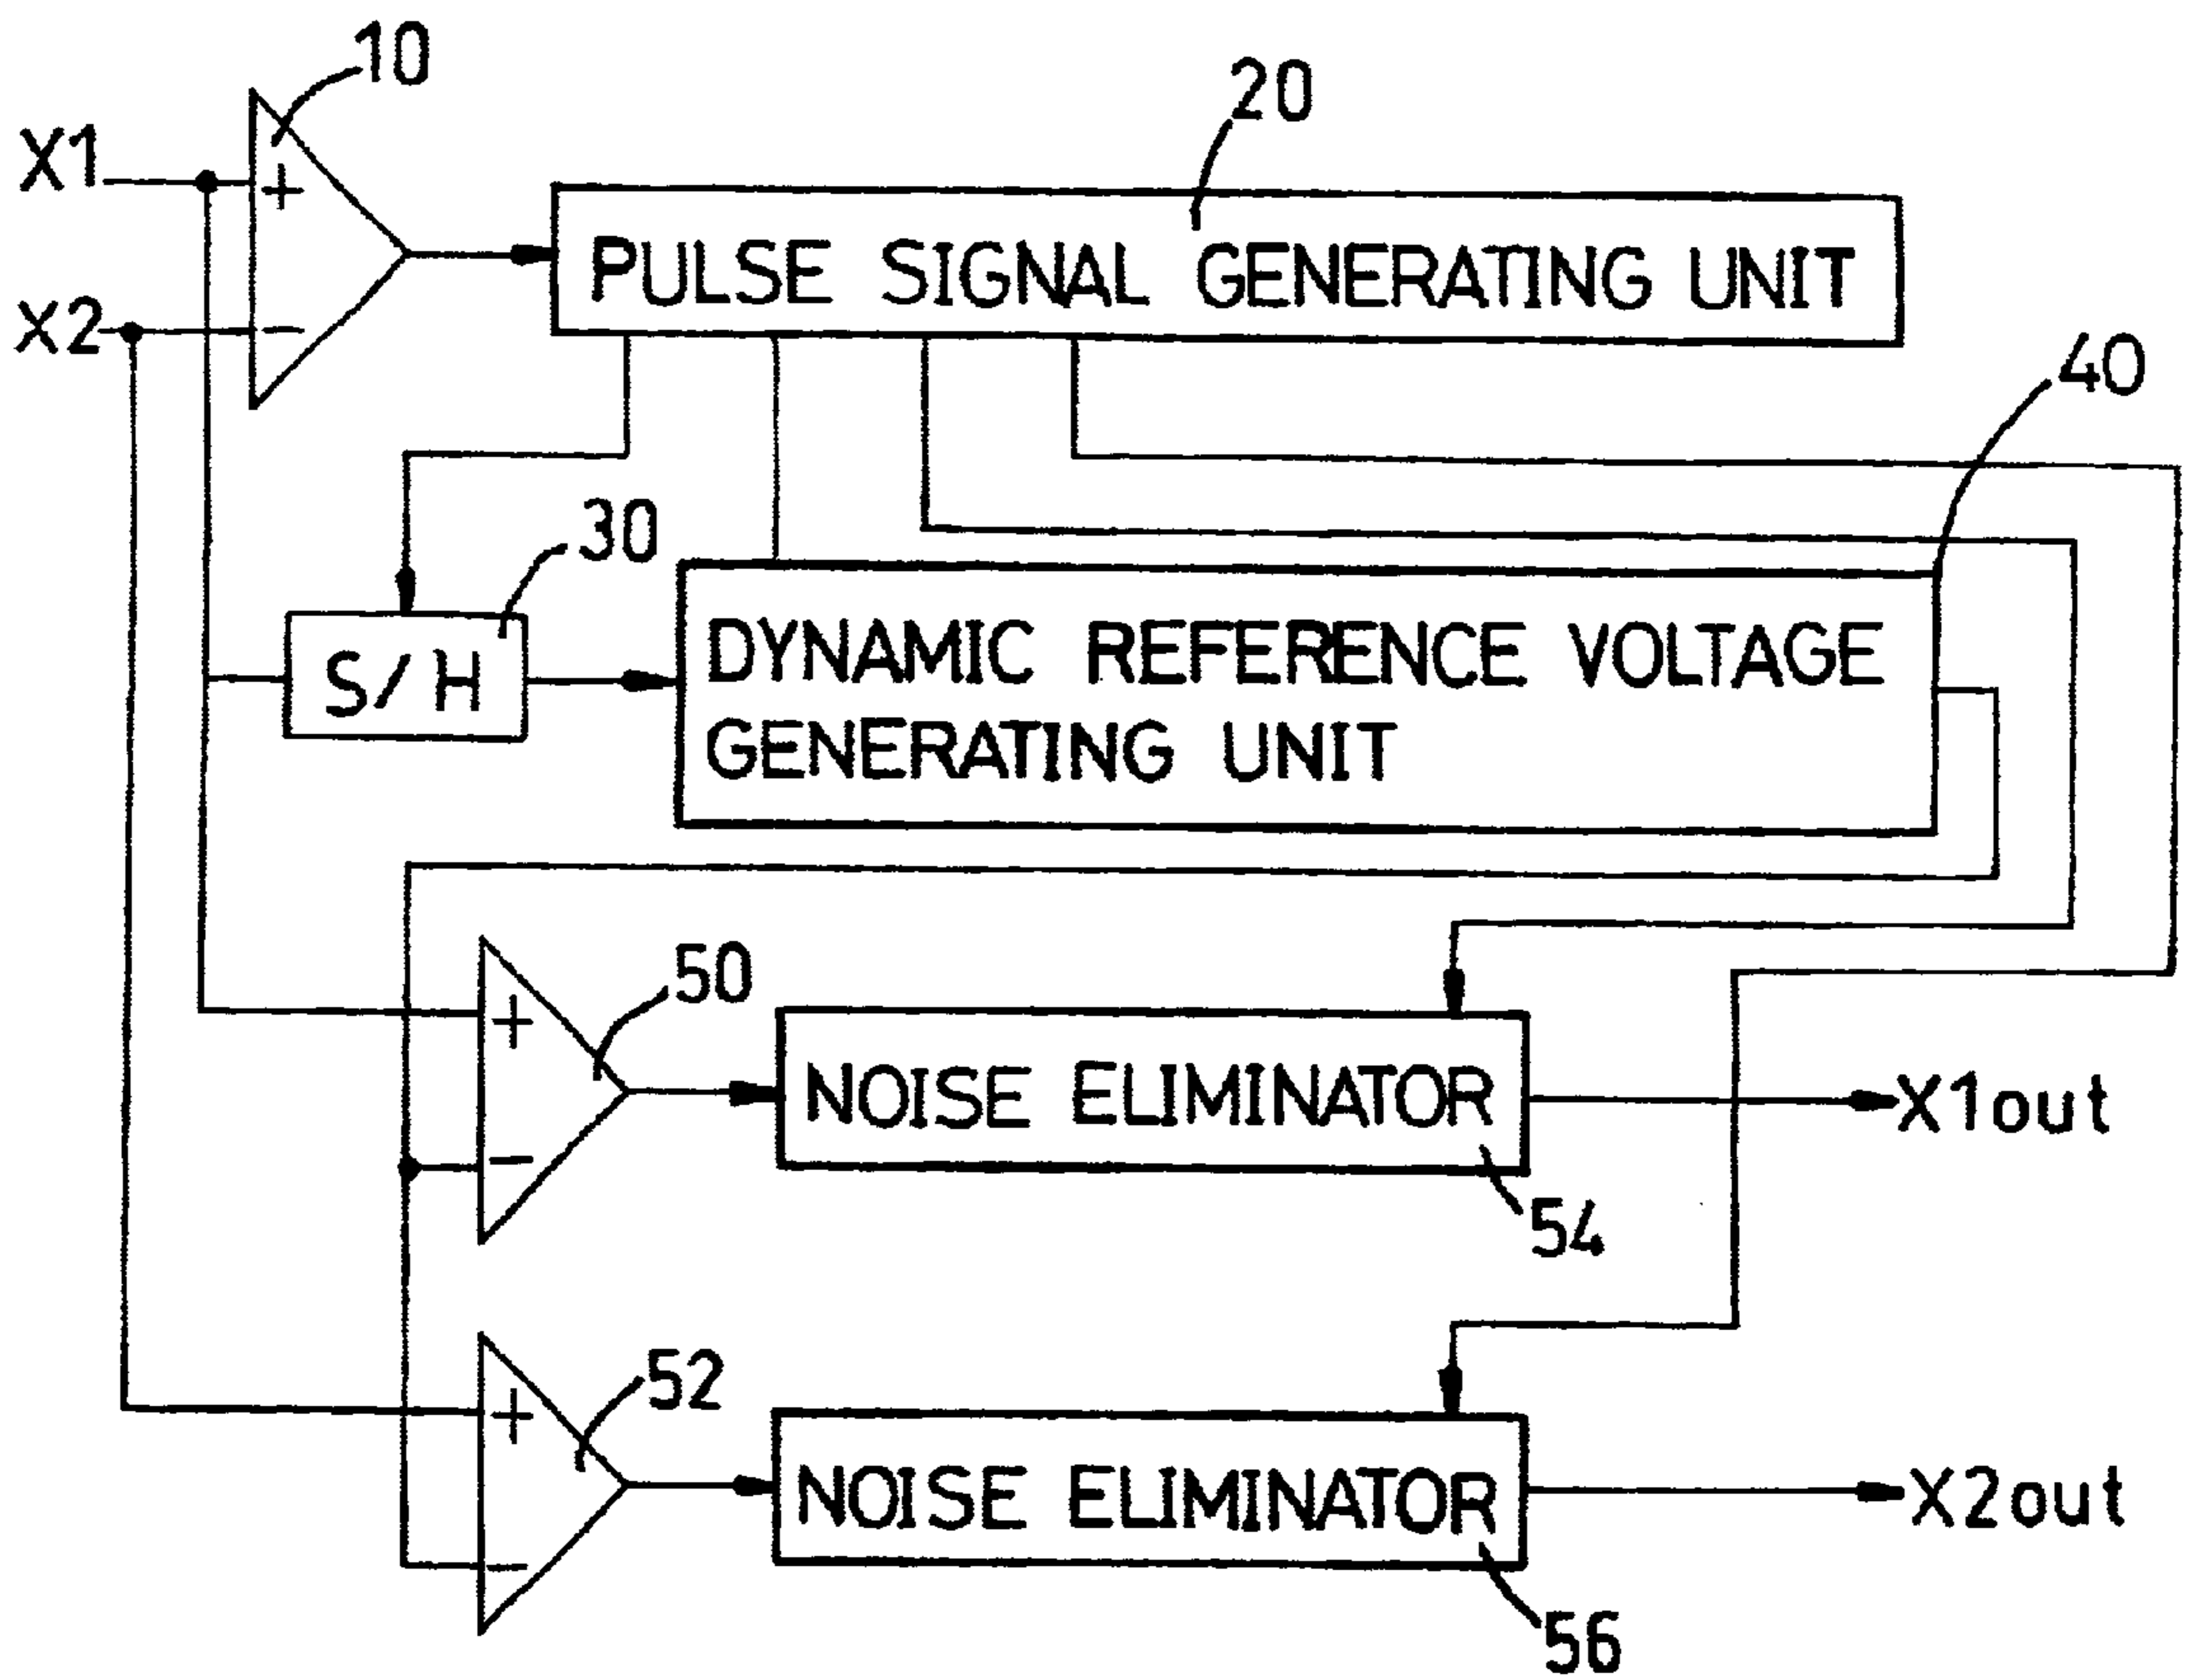 10
20
X1
+
PULSE SIGNAL GENERATING UNIT
X2
−
40
30
S/H
DYNAMIC REFERENCE VOLTAGE
GENERATING UNIT
50
+
NOISE ELIMINATOR
X1out
−
54
52
+
NOISE ELIMINATOR
X2out
−
56